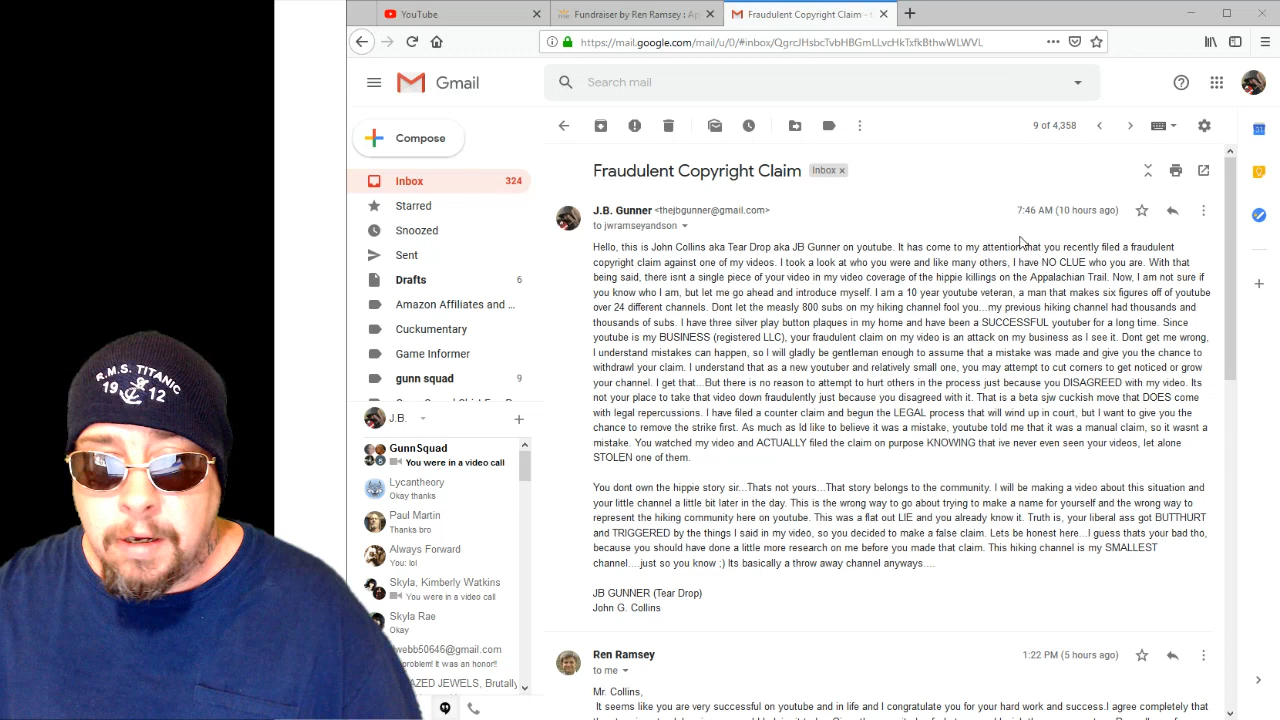 YouTube
Fundraiser by Ren Ramsey : Ap
Fraudulent Copyright Claim - t
https://mail.google.com/mail/u/0/#inbox/QgrcJHsbcTvbHBGmLLvcHkTxfkBthwWLWVL
Gmail
Search mail
Compose
9 of 4,358
Fraudulent Copyright Claim Inbox x
Inbox 324
Starred
Snoozed
Sent
Drafts 6
Amazon Affiliates and ...
Cuckumentary
Game Informer
gunn squad 9
J.B.
GunnSquad
You were in a video call
Lycantheory
Okay thanks
Paul Martin
Thanks bro
Always Forward
You: lol
Skyla, Kimberly Watkins
You were in a video call
Skyla Rae
Okay
webb50646@gmail.com
problem! It was an honor!!
AZED JEWELS, Brutally
J.B. Gunner <thejbgunner@gmail.com> 7:46 AM (10 hours ago)
to jwramseyandson
Hello, this is John Collins aka Tear Drop aka JB Gunner on youtube. It has come to my attention that you recently filed a fraudulent
copyright claim against one of my videos. I took a look at who you were and like many others, I have NO CLUE who you are. With that
being said, there isnt a single piece of your video in my video coverage of the hippie killings on the Appalachian Trail. Now, I am not sure if
you know who I am, but let me go ahead and introduce myself. I am a 10 year youtube veteran, a man that makes six figures off of youtube
over 24 different channels. Dont let the measly 800 subs on my hiking channel fool you...my previous hiking channel had thousands and
thousands of subs. I have three silver play button plaques in my home and have been a SUCCESSFUL youtuber for a long time. Since
youtube is my BUSINESS (registered LLC), your fraudulent claim on my video is an attack on my business as I see it. Dont get me wrong,
I understand mistakes can happen, so I will gladly be gentleman enough to assume that a mistake was made and give you the chance to
withdrawl your claim. I understand that as a new youtuber and relatively small one, you may attempt to cut corners to get noticed or grow
your channel. I get that...But there is no reason to attempt to hurt others in the process just because you DISAGREED with my video. Its
not your place to take that video down fraudulently just because you disagreed with it. That is a beta sjw cuckish move that DOES come
with legal repercussions. I have filed a counter claim and begun the LEGAL process that will wind up in court, but I want to give you the
chance to remove the strike first. As much as Id like to believe it was a mistake, youtube told me that it was a manual claim, so it wasnt a
mistake. You watched my video and ACTUALLY filed the claim on purpose KNOWING that ive never even seen your videos, let alone
STOLEN one of them.
You dont own the hippie story sir...Thats not yours...That story belongs to the community. I will be making a video about this situation and
your little channel a little bit later in the day. This is the wrong way to go about trying to make a name for yourself and the wrong way to
represent the hiking community here on youtube. This was a flat out LIE and you already know it. Truth is, your liberal ass got BUTTHURT
and TRIGGERED by the things I said in my video, so you decided to make a false claim. Lets be honest here...I guess thats your bad tho,
because you should have done a little more research on me before you made that claim. This hiking channel is my SMALLEST
channel....just so you know ;) Its basically a throw away channel anyways....
JB GUNNER (Tear Drop)
John G. Collins
Ren Ramsey 1:22 PM (5 hours ago)
to me
Mr. Collins,
It seems like you are very successful on youtube and in life and I congratulate you for your hard work and success.I agree completely that
R.M.S. TITANIC
19 12